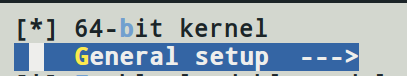 [*] 64-bit kernel
General setup  --->